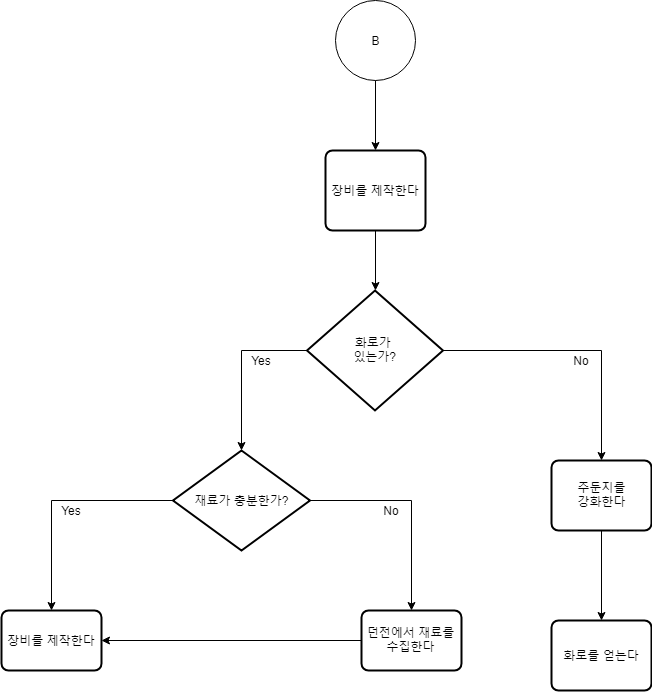 B
장비를 제작한다
화로가
있는가?
Yes
No
재료가 충분한가?
주둔지를
강화한다
Yes
No
장비를 제작한다
던전에서 재료를
수집한다
화로를 얻는다